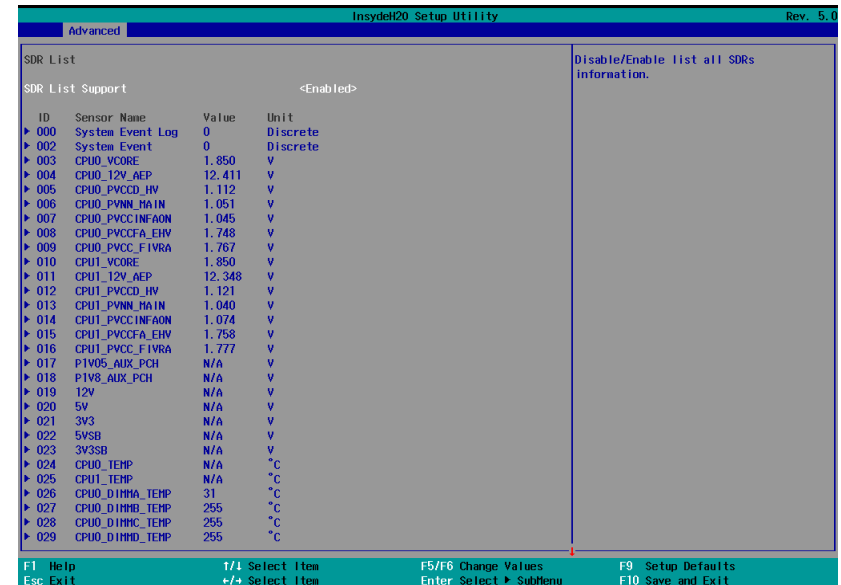 InsydeH20 Setup Utility Rev. 5.0
Advanced
SDR List
Disable/Enable list all SDRs
information.
SDR List Support <Enabled>
ID Sensor Name Value Unit
000 System Event Log 0 Discrete
002 System Event 0 Discrete
003 CPU0_VCORE 1.850 V
004 CPU0_12V_AEP 12.411 V
005 CPU0_PVCCD_HV 1.112 V
006 CPU0_PVNN_MAIN 1.051 V
007 CPU0_PVCCINFAON 1.045 V
008 CPU0_PVCCFA_EHV 1.748 V
009 CPU0_PVCC_FIVRA 1.767 V
010 CPU1_VCORE 1.850 V
011 CPU1_12V_AEP 12.348 V
012 CPU1_PVCCD_HV 1.121 V
013 CPU1_PVNN_MAIN 1.040 V
014 CPU1_PVCCINFAON 1.074 V
015 CPU1_PVCCFA_EHV 1.758 V
016 CPU1_PVCC_FIVRA 1.777 V
017 P1V05_AUX_PCH N/A V
018 P1V8_AUX_PCH N/A V
019 12V N/A V
020 5V N/A V
021 3V3 N/A V
022 5VSB N/A V
023 3V3SB N/A V
024 CPU0_TEMP N/A °C
025 CPU1_TEMP N/A °C
026 CPU0_DIMMA_TEMP 31 °C
027 CPU0_DIMMB_TEMP 255 °C
028 CPU0_DIMMC_TEMP 255 °C
029 CPU0_DIMMD_TEMP 255 °C
F1 Help ↑/↓ Select Item F5/F6 Change Values F9 Setup Defaults
Esc Exit ←/→ Select Item Enter Select ▶ SubMenu F10 Save and Exit